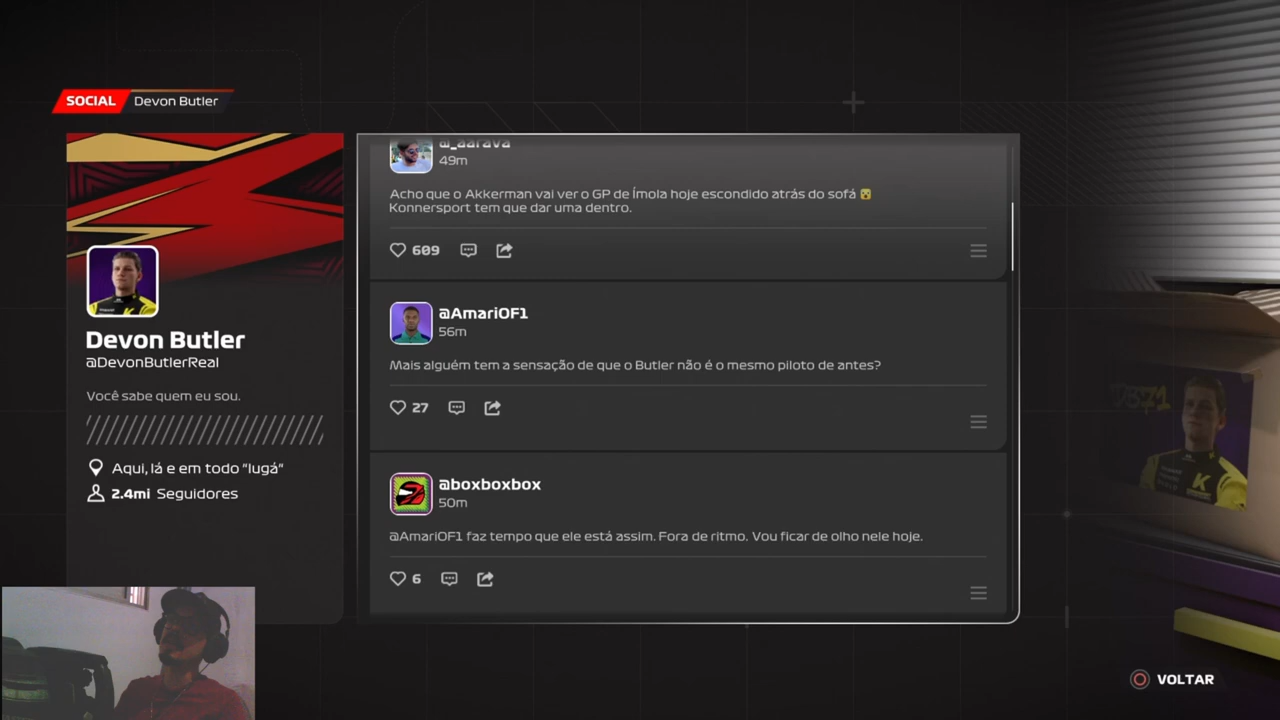 SOCIAL Devon Butler
Devon Butler
@DevonButlerReal
Você sabe quem eu sou.
Aqui, lá e em todo "lugá"
2.4mi Seguidores
@_aarava
49m
Acho que o Akkerman vai ver o GP de Ímola hoje escondido atrás do sofá 😮
Konnersport tem que dar uma dentro.
609
@AmariOF1
56m
Mais alguém tem a sensação de que o Butler não é o mesmo piloto de antes?
27
@boxboxbox
50m
@AmariOF1 faz tempo que ele está assim. Fora de ritmo. Vou ficar de olho nele hoje.
6
K
VOLTAR